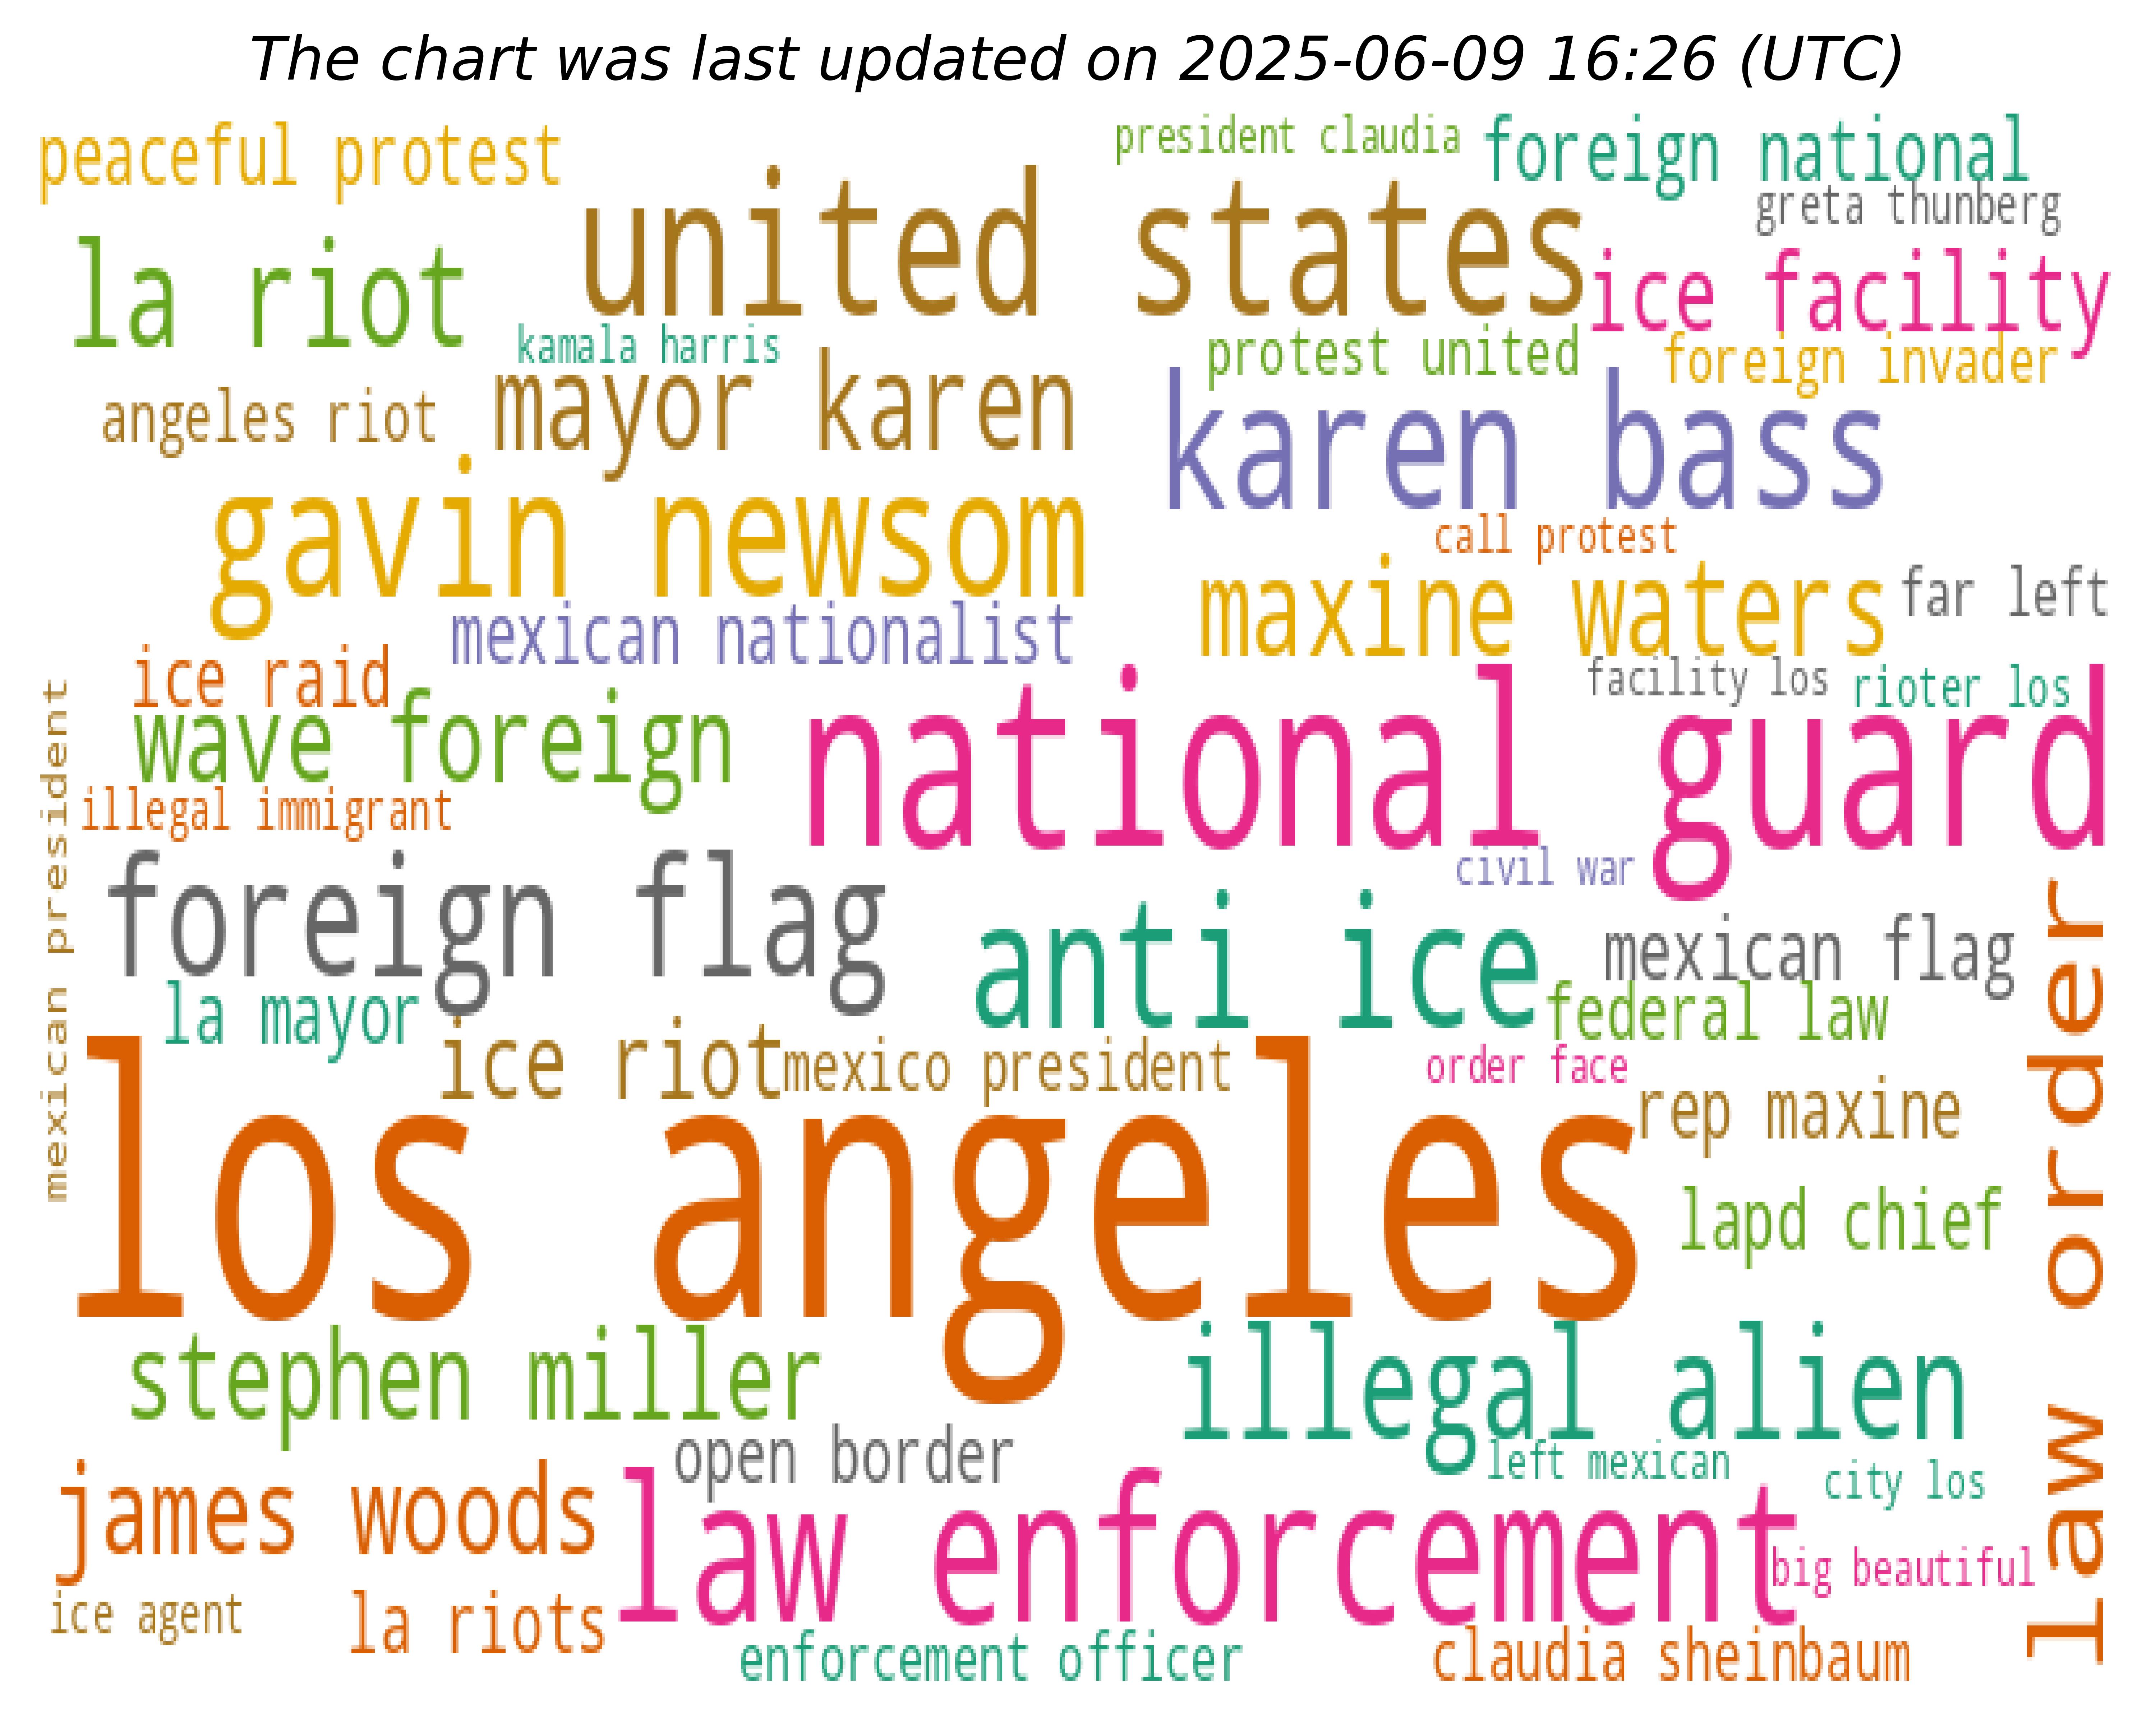 The chart was last updated on 2025-06-09 16:26 (UTC)
peaceful protest
president claudia
foreign national
greta thunberg
united states
la riot
ice facility
kamala harris
protest united
foreign invader
angeles riot
mayor karen
karen bass
gavin newsom
call protest
maxine waters
far left
mexican nationalist
ice raid
facility los
rioter los
wave foreign
national guard
mexican president
illegal immigrant
civil war
foreign flag
anti ice
mexican flag
la mayor
federal law
ice riot
mexico president
order face
rep maxine
los angeles
law order
lapd chief
stephen miller
illegal alien
open border
left mexican
city los
james woods
law enforcement
big beautiful
ice agent
la riots
enforcement officer
claudia sheinbaum